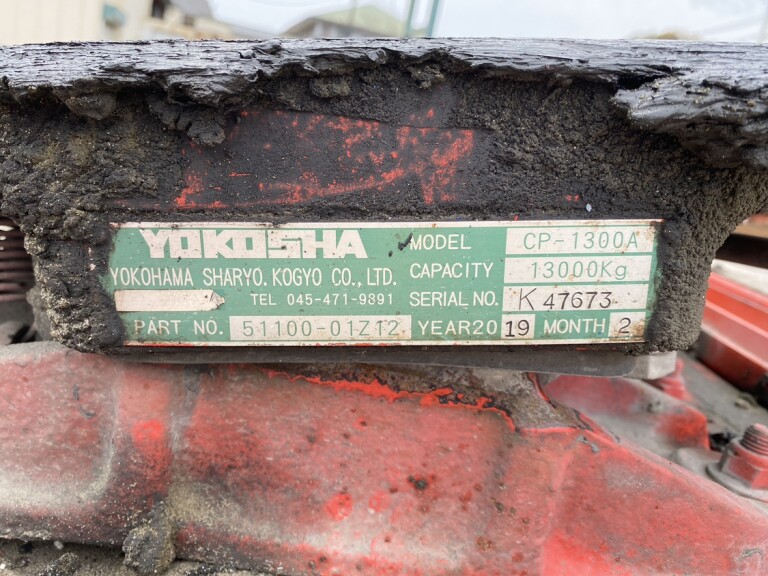 YOKOSHA
YOKOHAMA SHARYO. KOGYO CO., LTD.
TEL 045-471-9891
MODEL CP-1300A
CAPACITY 13000Kg
SERIAL NO. K 47673
PART NO. 51100-01Z12 YEAR20 19 MONTH 2